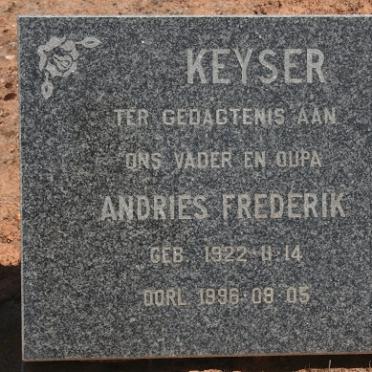 KEYSER
TER GEDAGTENIS AAN
ONS VADER EN OUPA
ANDRIES FREDERIK
GEB. 1922-11-14
OORL. 1996-08-05